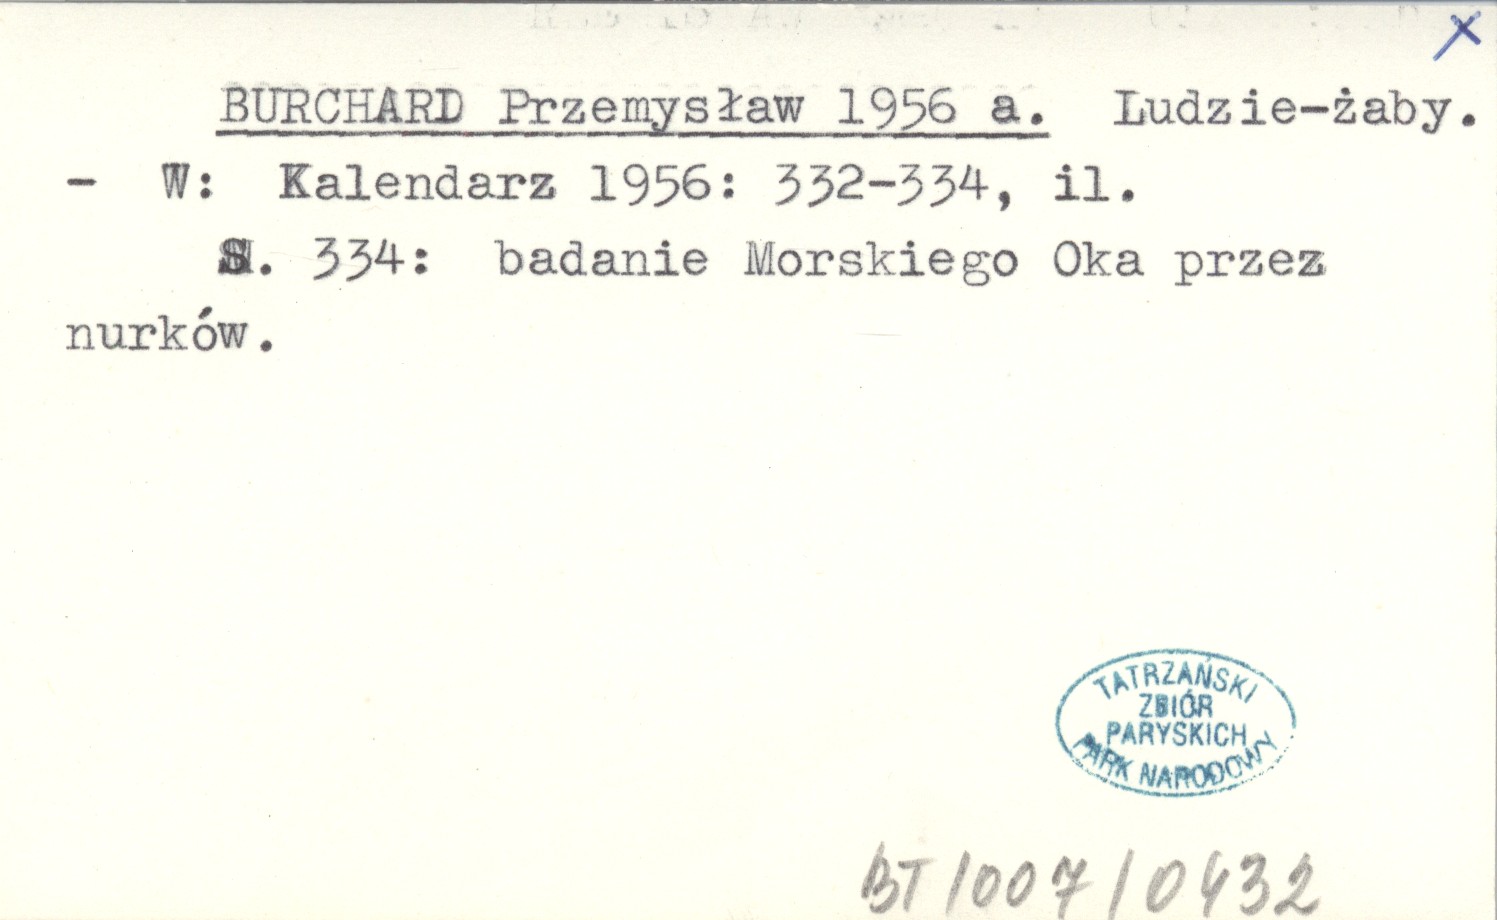 BURCHARD Przemysław 1956 a. Ludzie-żaby.
- W: Kalendarz 1956: 332-334, il.
S. 334: badanie Morskiego Oka przez
nurków.
TATRZAŃSKI
ZBIÓR
PARYSKICH
PARK NARODOWY
BT/007/0432